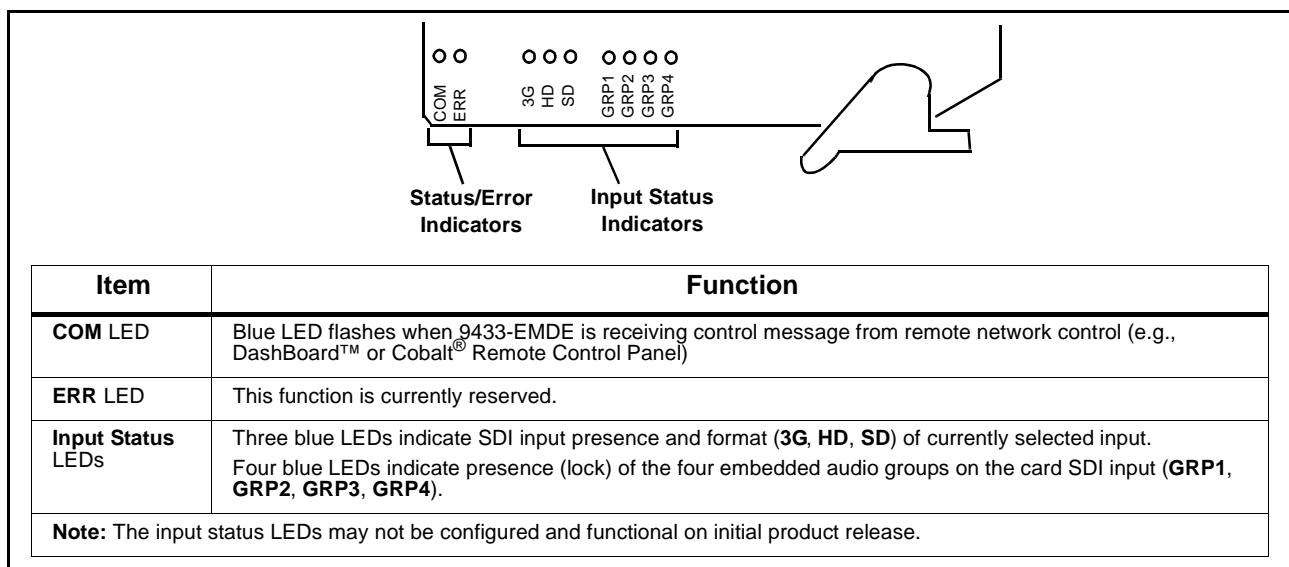 COM
ERR
3G
HD
SD
GRP1
GRP2
GRP3
GRP4
Status/Error
Indicators
Input Status
Indicators
Item
Function
COM LED
Blue LED flashes when 9433-EMDE is receiving control message from remote network control (e.g.,
DashBoard™ or Cobalt® Remote Control Panel)
ERR LED
This function is currently reserved.
Input Status
LEDs
Three blue LEDs indicate SDI input presence and format (3G, HD, SD) of currently selected input.
Four blue LEDs indicate presence (lock) of the four embedded audio groups on the card SDI input (GRP1,
GRP2, GRP3, GRP4).
Note: The input status LEDs may not be configured and functional on initial product release.